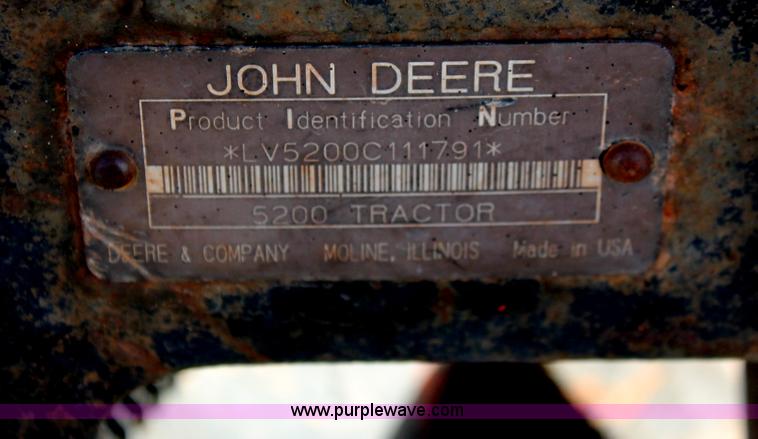 JOHN DEERE
Product Identification Number
*LV5200C111791*
5200 TRACTOR
DEERE & COMPANY MOLINE, ILLINOIS Made in USA
www.purplewave.com